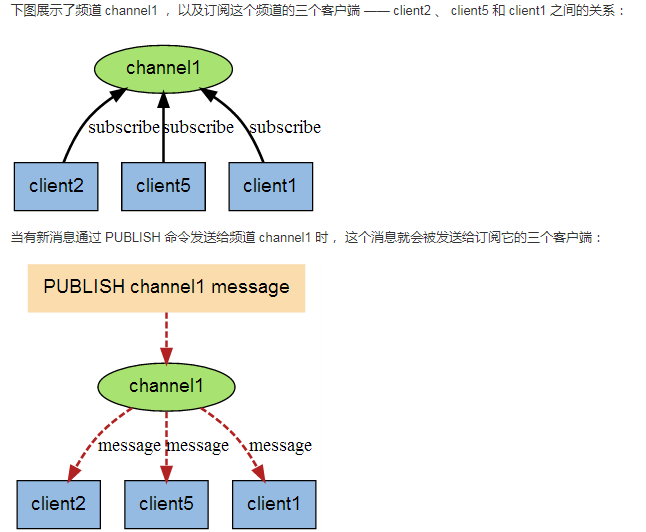 下图展示了频道 channel1 ， 以及订阅这个频道的三个客户端 —— client2 、 client5 和 client1 之间的关系：
channel1
subscribe subscribe subscribe
client2 client5 client1
当有新消息通过 PUBLISH 命令发送给频道 channel1 时， 这个消息就会被发送给订阅它的三个客户端：
PUBLISH channel1 message
channel1
message message message
client2 client5 client1